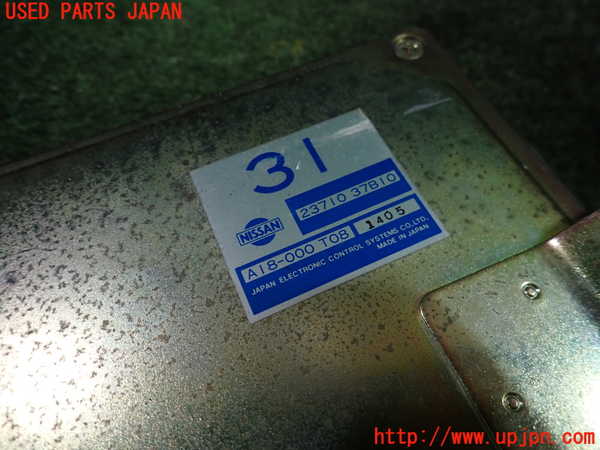 USED PARTS JAPAN
31
23710 37B10
NISSAN
A18-000 T08 1405
JAPAN ELECTRONIC CONTROL SYSTEMS CO.,LTD.
MADE IN JAPAN
http://www.upjpn.com